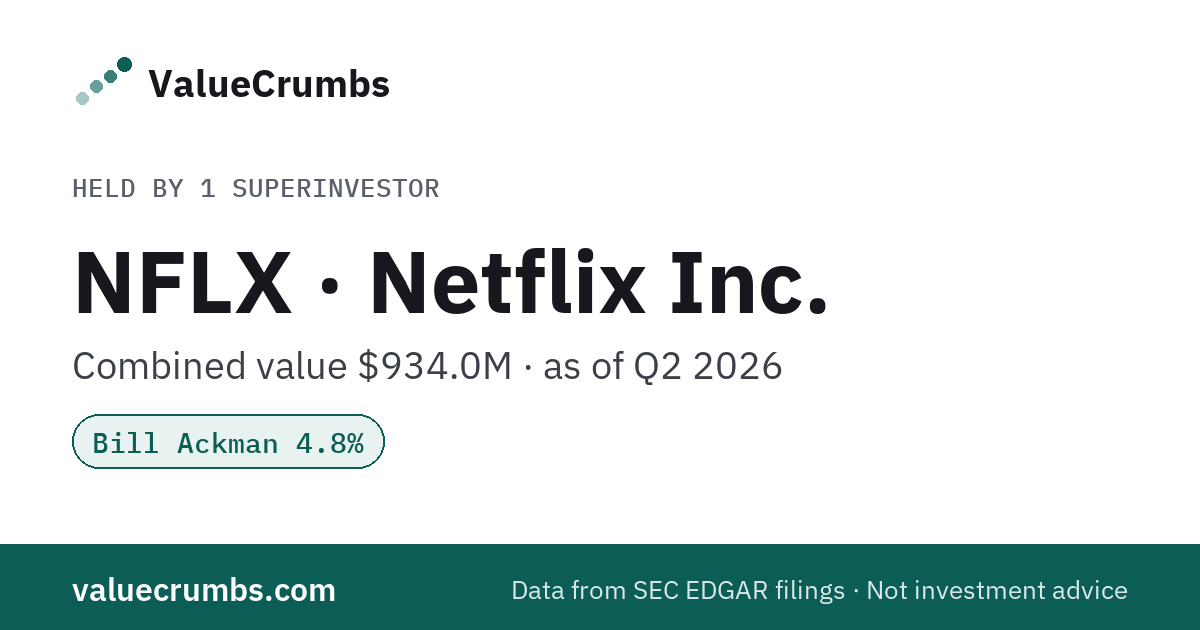 ValueCrumbs
HELD BY 1 SUPERINVESTOR
NFLX · Netflix Inc.
Combined value $934.0M · as of Q2 2026
Bill Ackman 4.8%
valuecrumbs.com
Data from SEC EDGAR filings · Not investment advice